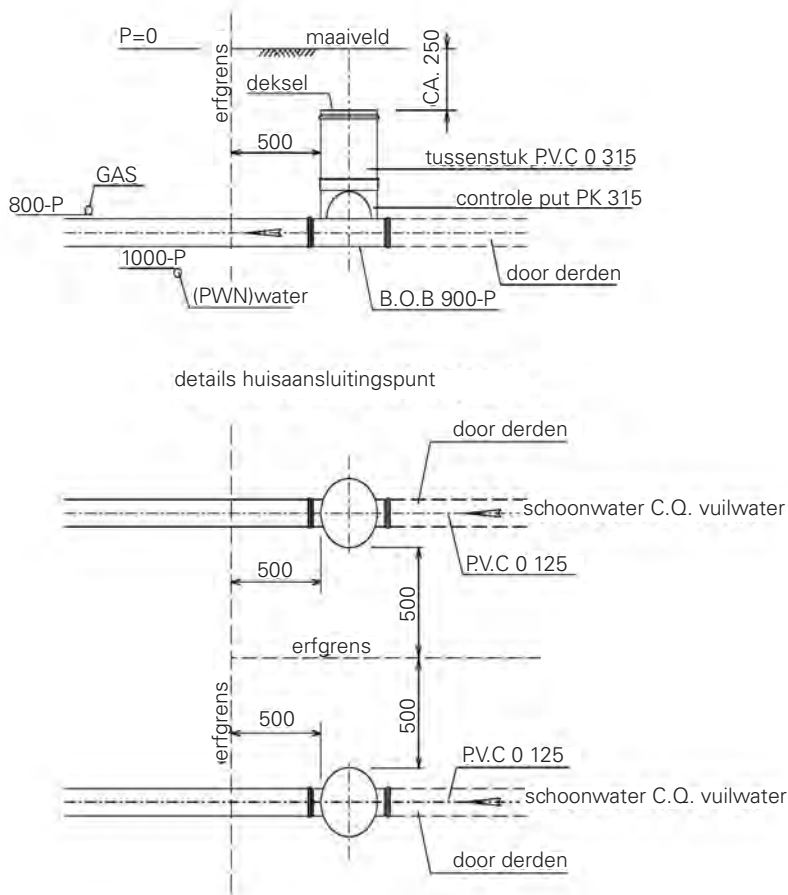 P=0
maaiveld
CA. 250
erfgrens
deksel
500
tussenstuk P.V.C 0 315
GAS
controle put PK 315
800-P
1000-P
door derden
(PWN)water
B.O.B 900-P
details huisaansluitingspunt
door derden
schoonwater C.Q. vuilwater
P.V.C 0 125
500
500
erfgrens
erfgrens
500
500
P.V.C 0 125
schoonwater C.Q. vuilwater
door derden